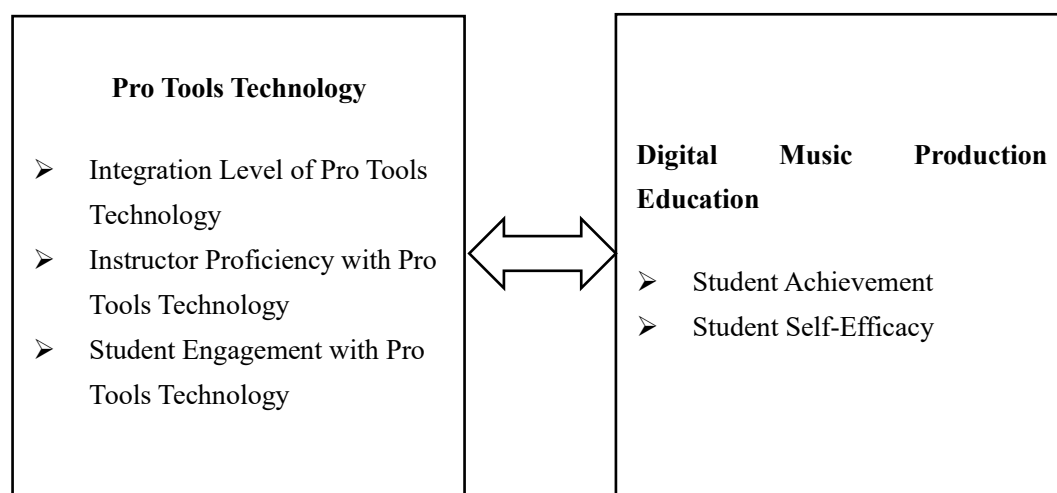 Pro Tools Technology
➢ Integration Level of Pro Tools
Technology
➢ Instructor Proficiency with Pro
Tools Technology
➢ Student Engagement with Pro
Tools Technology
Digital Music Production
Education
➢ Student Achievement
➢ Student Self-Efficacy